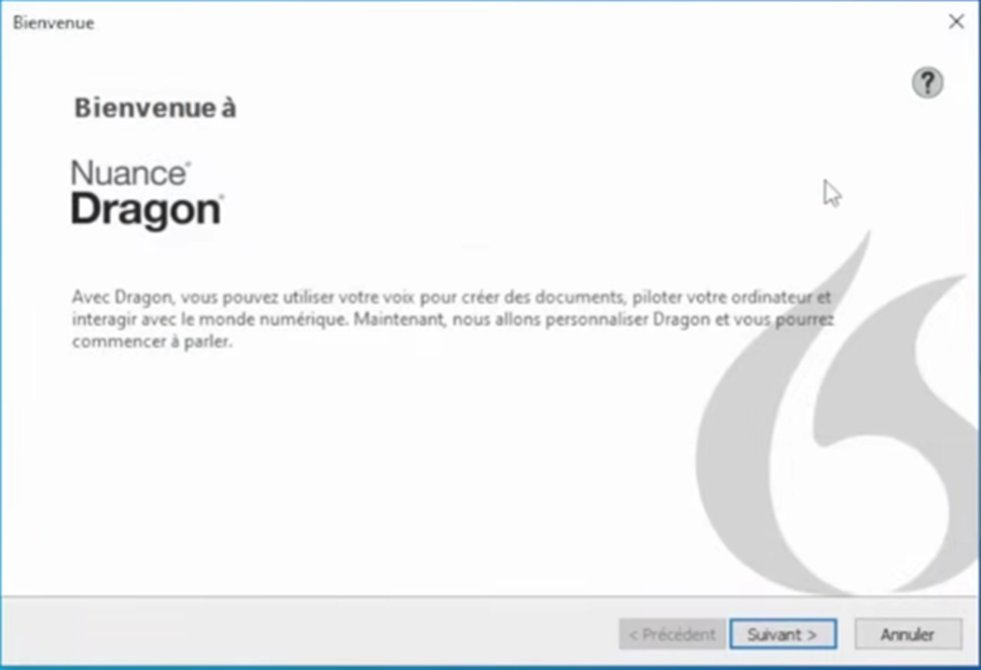 Bienvenue
?
Bienvenue à
Nuance®
Dragon®
Avec Dragon, vous pouvez utiliser votre voix pour créer des documents, piloter votre ordinateur et
interagir avec le monde numérique. Maintenant, nous allons personnaliser Dragon et vous pourrez
commencer à parler.
< Précédent Suivant > Annuler